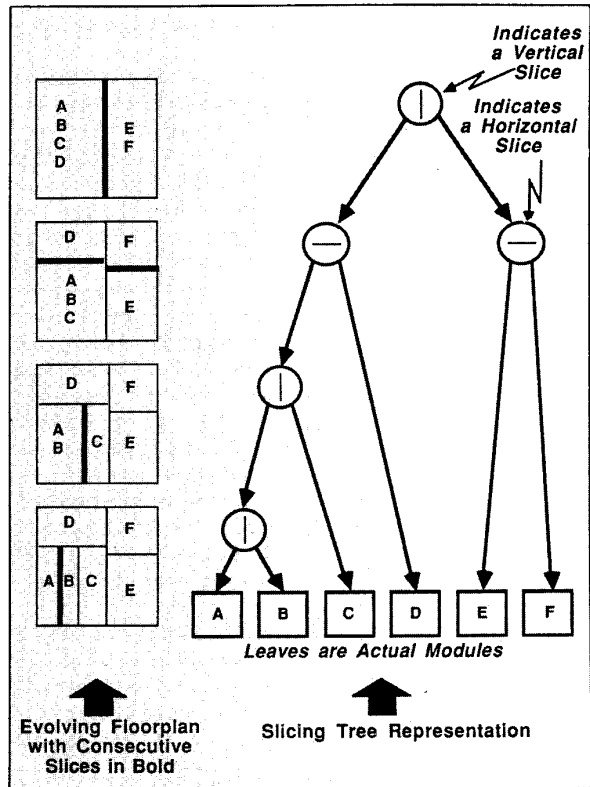 Indicates
a Vertical
Slice
Indicates
a Horizontal
Slice
A
B
C
D
E
F
D
F
A
B
C
E
D
F
A
B
C
E
D
F
A B C
E
A B C D E F
Leaves are Actual Modules
Evolving Floorplan
with Consecutive
Slices in Bold
Slicing Tree Representation